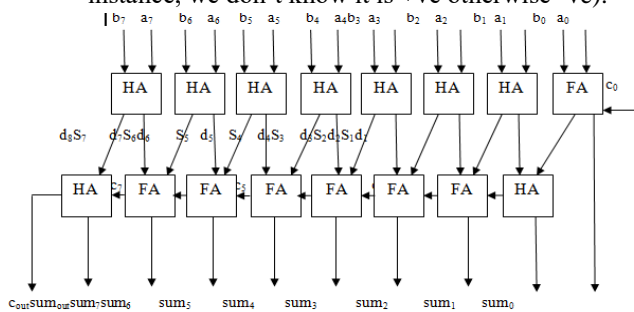 instance, we don't know it is +ve otherwise -ve).
b7 a7 b6 a6 b5 a5 b4 a4b3 a3 b2 a2 b1 a1 b0 a0
HA HA HA HA HA HA HA FA
c0
d8S7 d7S6d6 S5 d5 S4 d4S3 d3S2d2S1d1
HA c7 FA FA c5 FA FA FA FA HA
coutsumoutsum7sum6 sum5 sum4 sum3 sum2 sum1 sum0